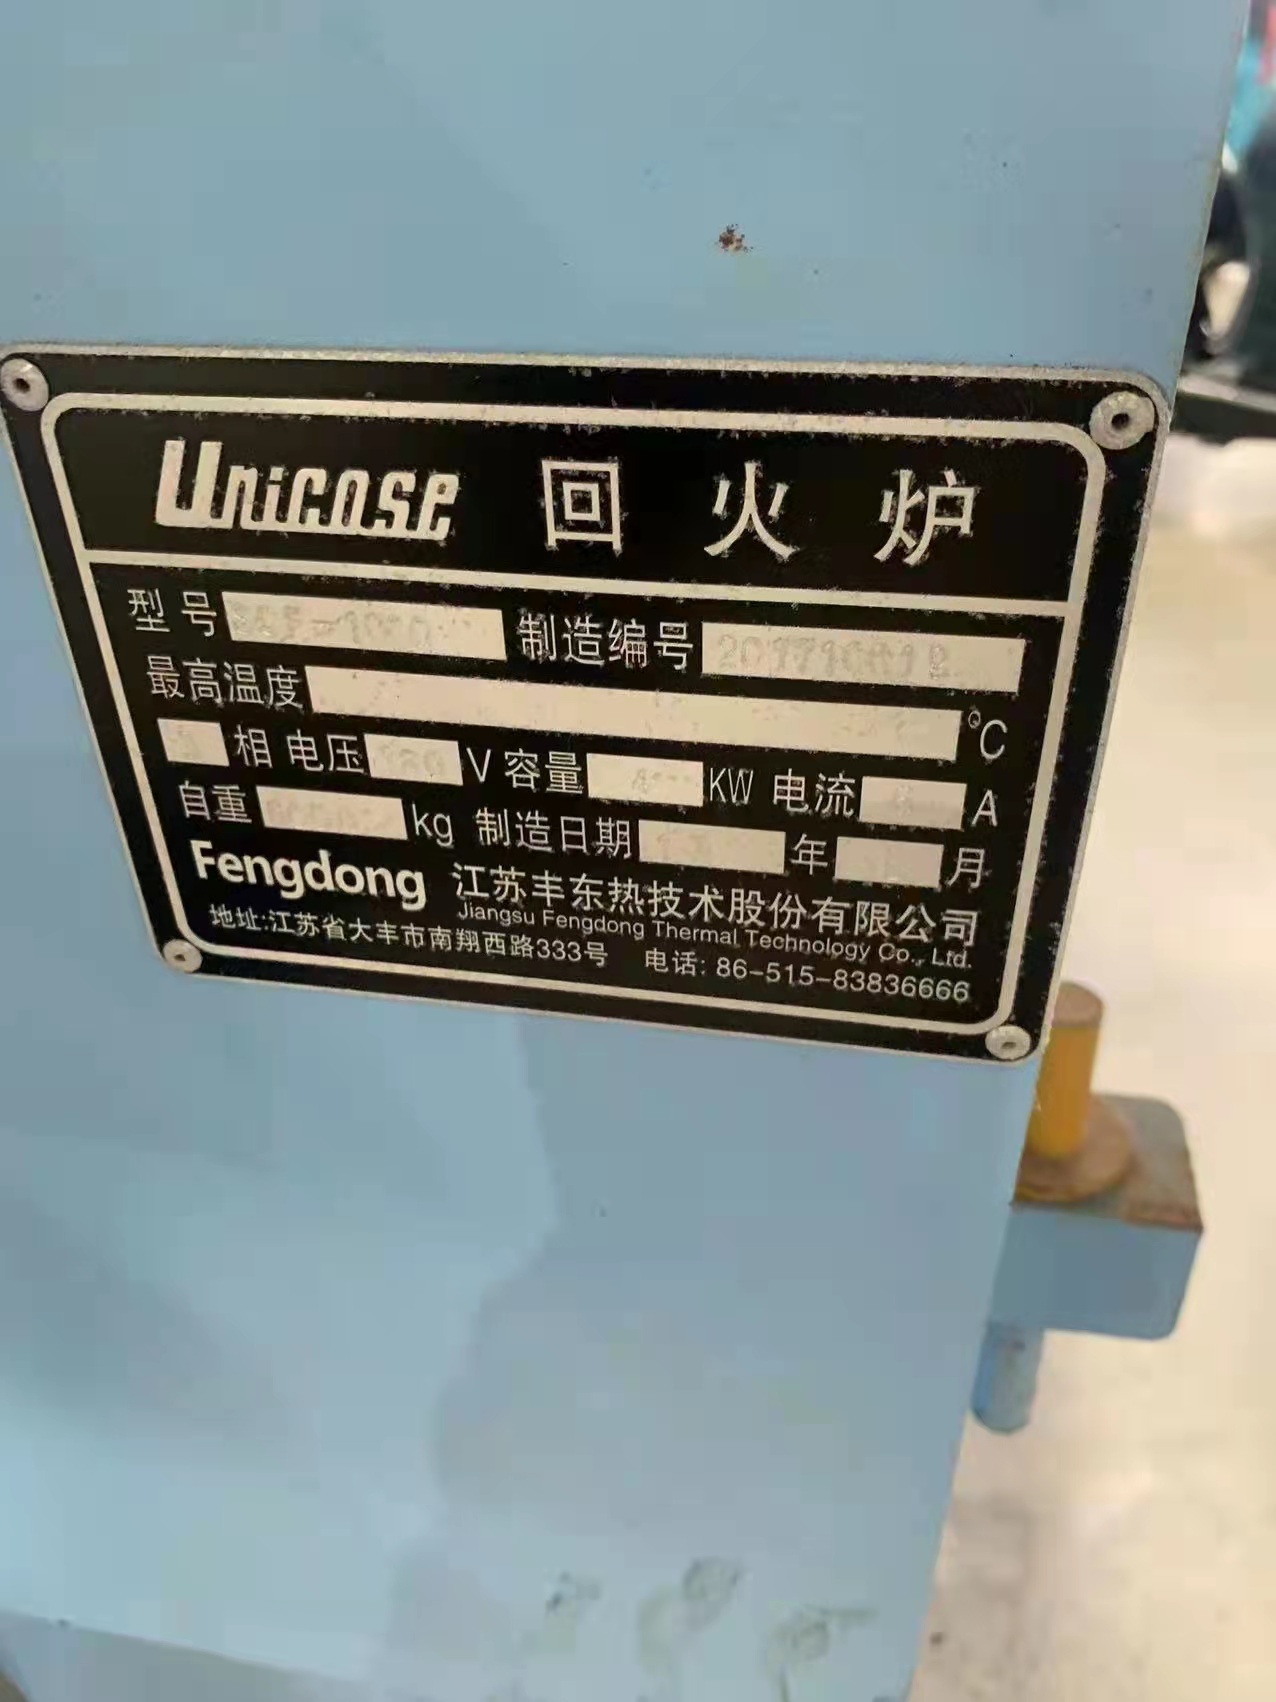 Unicase 回火炉
型号 制造编号
最高温度 ℃
相 电压 V 容量 KW 电流 A
自重 kg 制造日期 年 月
Fengdong 江苏丰东热技术股份有限公司
Jiangsu Fengdong Thermal Technology Co., Ltd.
地址:江苏省大丰市南翔西路333号 电话: 86-515-83836666